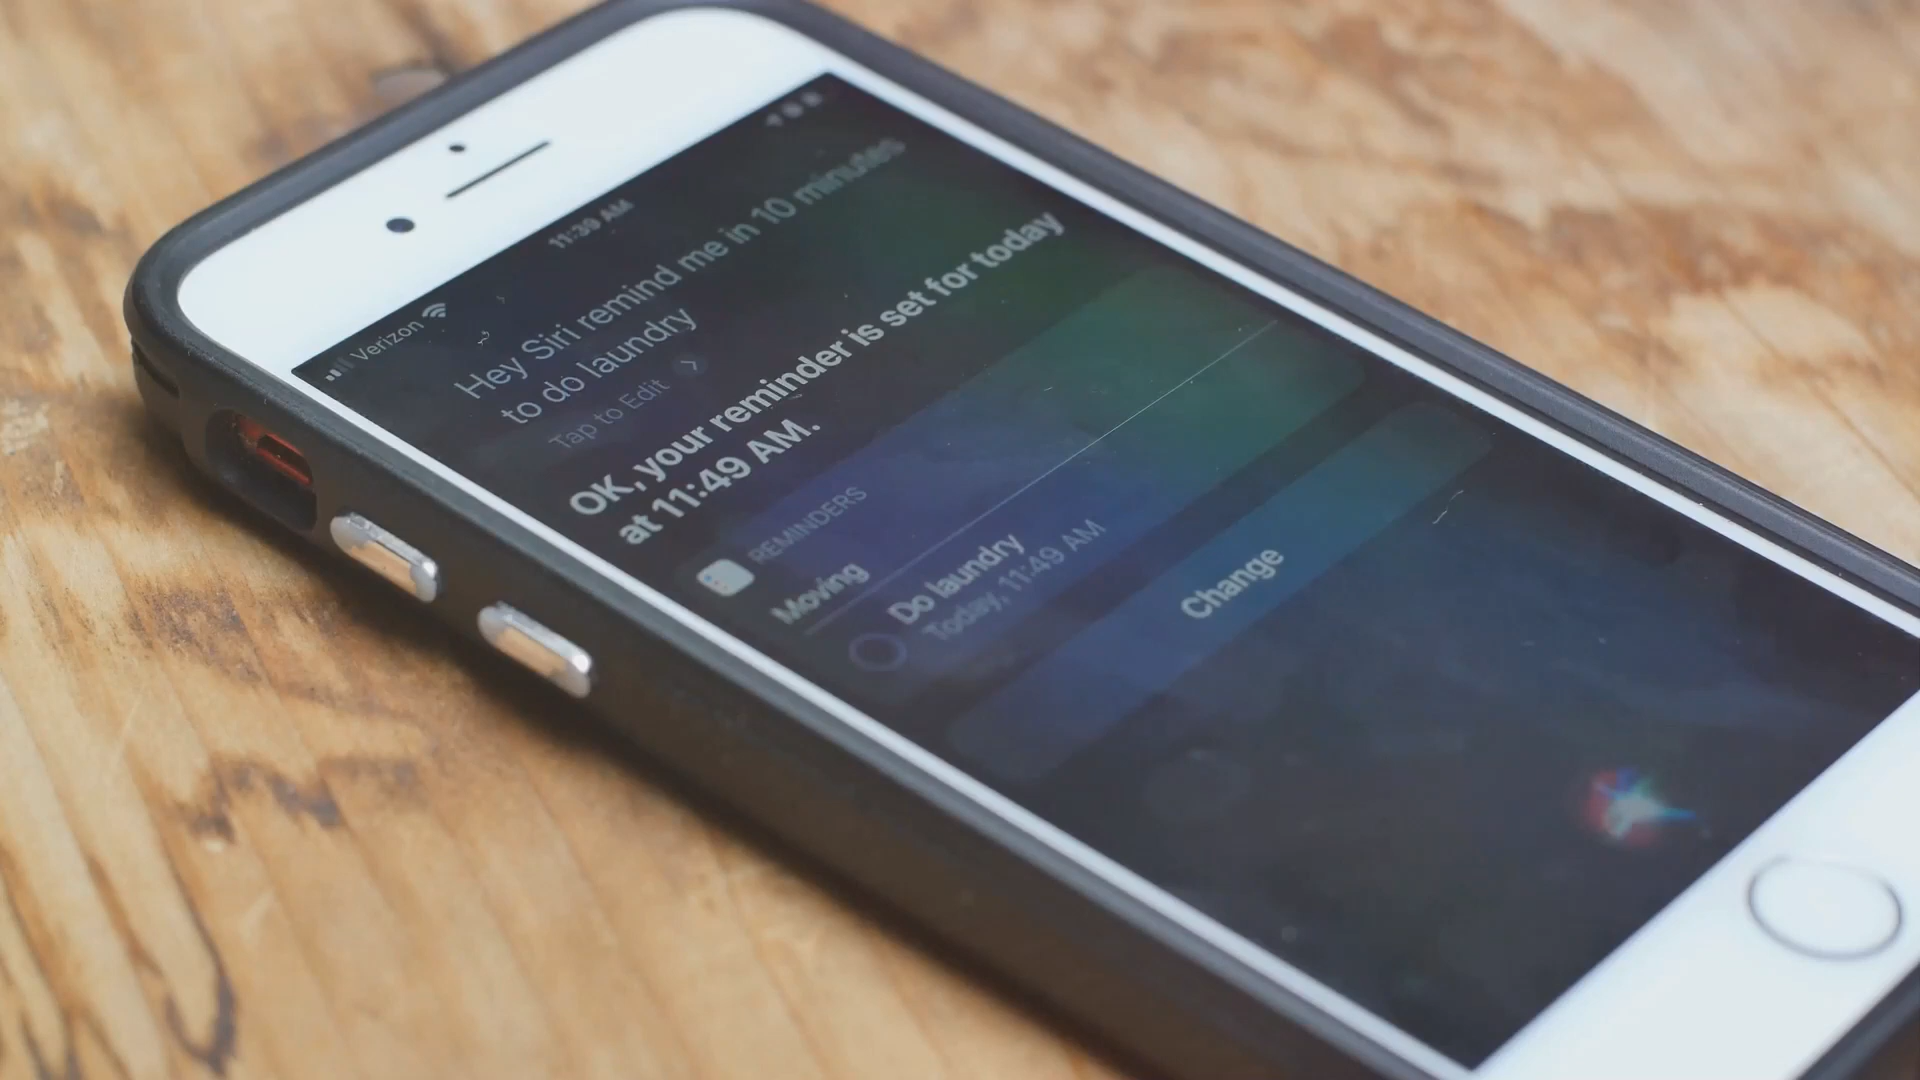 Verizon 11:39 AM
Hey Siri remind me in 10 minutes
to do laundry
Tap to Edit
OK, your reminder is set for today
at 11:49 AM.
REMINDERS
Moving
Do laundry
Today, 11:49 AM
Change